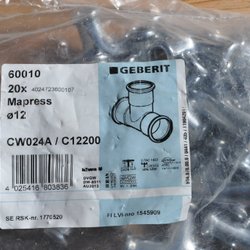 60010
GEBERIT
20x 4024723600107
Mapress
ø12
CW024A / C12200
DVGW
4 025416 803836
SE RSK-nr. 1770520
FI LVI-nro 1545909